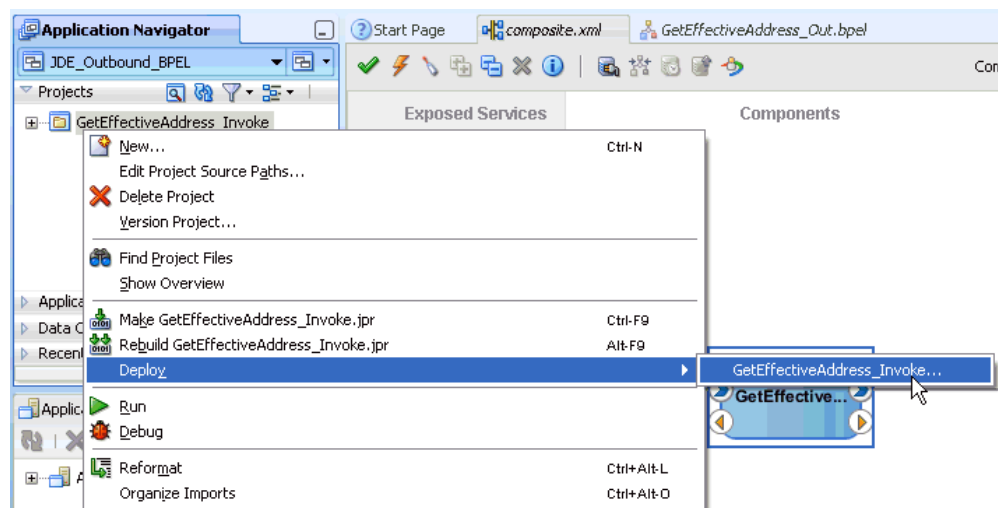 Application Navigator
Start Page
composite.xml
GetEffectiveAddress_Out.bpel
JDE_Outbound_BPEL
Projects
GetEffectiveAddress_Invoke
Exposed Services
Components
New... Ctrl-N
Edit Project Source Paths...
Delete Project
Version Project...
Find Project Files
Show Overview
Make GetEffectiveAddress_Invoke.jpr Ctrl-F9
Rebuild GetEffectiveAddress_Invoke.jpr Alt-F9
Deploy
GetEffectiveAddress_Invoke...
Run
Debug
Reformat Ctrl+Alt-L
Organize Imports Ctrl+Alt-O
Applica
Data C
Recent
Applic
A
GetEffective...
Com